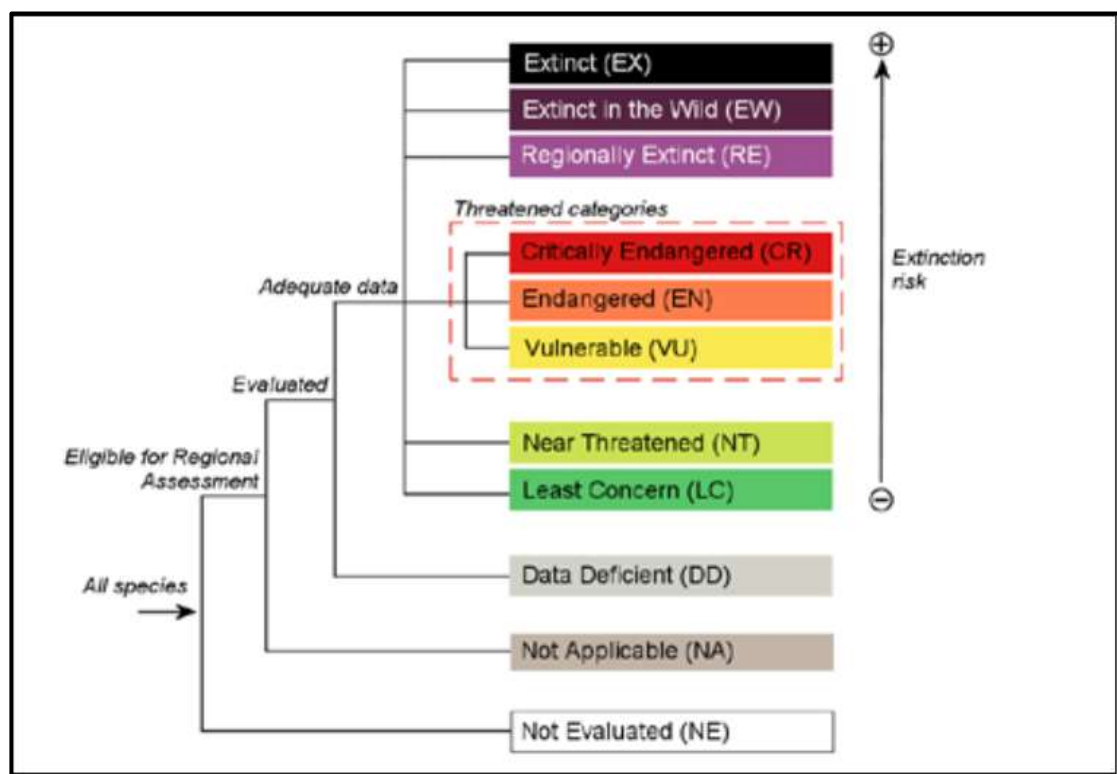 Extinct (EX)
Extinct in the Wild (EW)
Regionally Extinct (RE)
Threatened categories
Critically Endangered (CR)
Adequate data
Endangered (EN)
Vulnerable (VU)
Extinction
risk
Evaluated
Near Threatened (NT)
Eligible for Regional
Assessment
Least Concern (LC)
Data Deficient (DD)
All species
Not Applicable (NA)
Not Evaluated (NE)